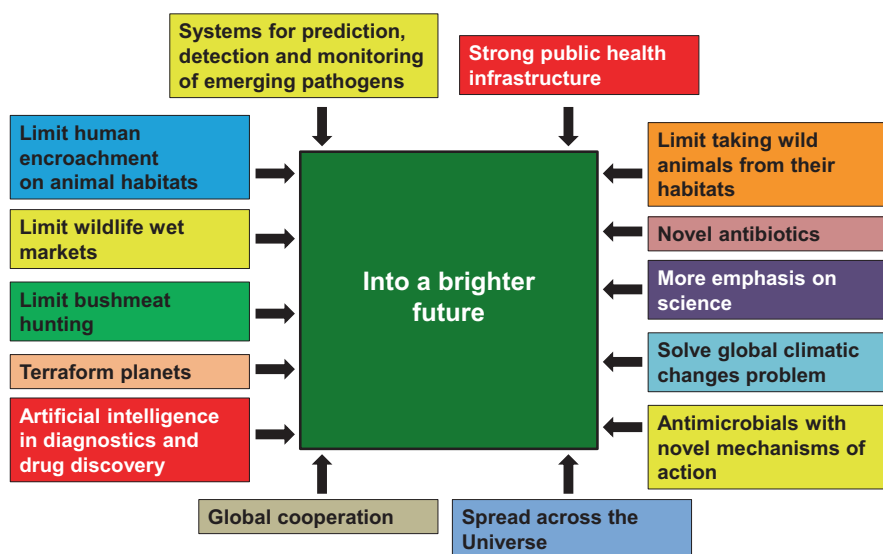 Systems for prediction,
detection and monitoring
of emerging pathogens
Strong public health
infrastructure
Limit human
encroachment
on animal habitats
Limit wildlife wet
markets
Limit bushmeat
hunting
Terraform planets
Artificial intelligence
in diagnostics and
drug discovery
Into a brighter
future
Limit taking wild
animals from their
habitats
Novel antibiotics
More emphasis on
science
Solve global climatic
changes problem
Antimicrobials with
novel mechanisms of
action
Global cooperation
Spread across the
Universe